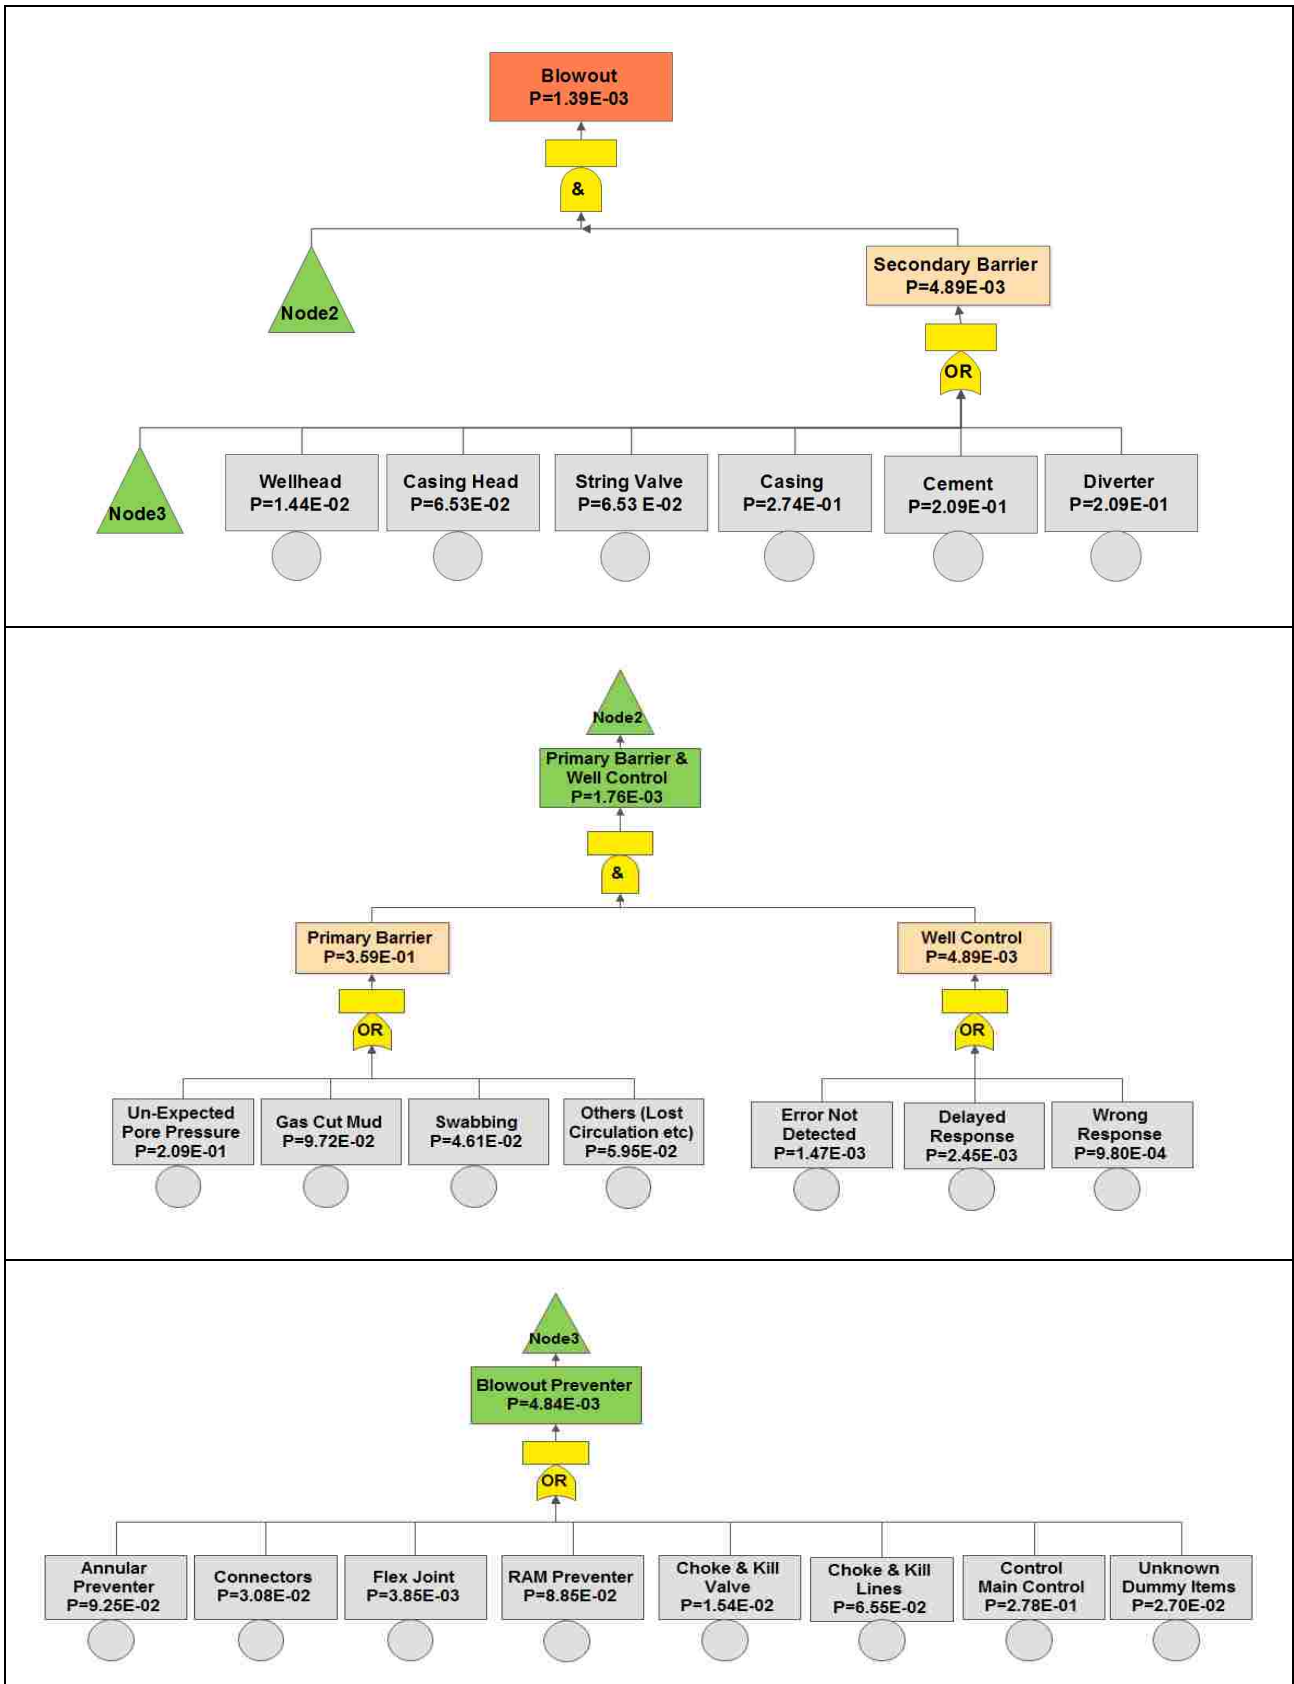 Blowout
P=1.39E-03
&
Node2
Secondary Barrier
P=4.89E-03
OR
Node3
Wellhead
P=1.44E-02
Casing Head
P=6.53E-02
String Valve
P=6.53 E-02
Casing
P=2.74E-01
Cement
P=2.09E-01
Diverter
P=2.09E-01
Node2
Primary Barrier &
Well Control
P=1.76E-03
&
Primary Barrier
P=3.59E-01
Well Control
P=4.89E-03
OR
OR
Un-Expected
Pore Pressure
P=2.09E-01
Gas Cut Mud
P=9.72E-02
Swabbing
P=4.61E-02
Others (Lost
Circulation etc)
P=5.95E-02
Error Not
Detected
P=1.47E-03
Delayed
Response
P=2.45E-03
Wrong
Response
P=9.80E-04
Node3
Blowout Preventer
P=4.84E-03
OR
Annular
Preventer
P=9.25E-02
Connectors
P=3.08E-02
Flex Joint
P=3.85E-03
RAM Preventer
P=8.85E-02
Choke & Kill
Valve
P=1.54E-02
Choke & Kill
Lines
P=6.55E-02
Control
Main Control
P=2.78E-01
Unknown
Dummy Items
P=2.70E-02